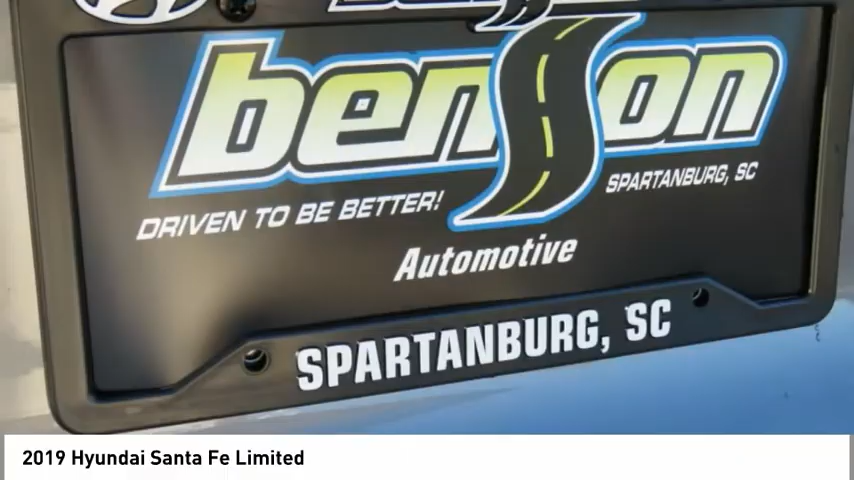 benson
DRIVEN TO BE BETTER!
SPARTANBURG, SC
Automotive
SPARTANBURG, SC
2019 Hyundai Santa Fe Limited